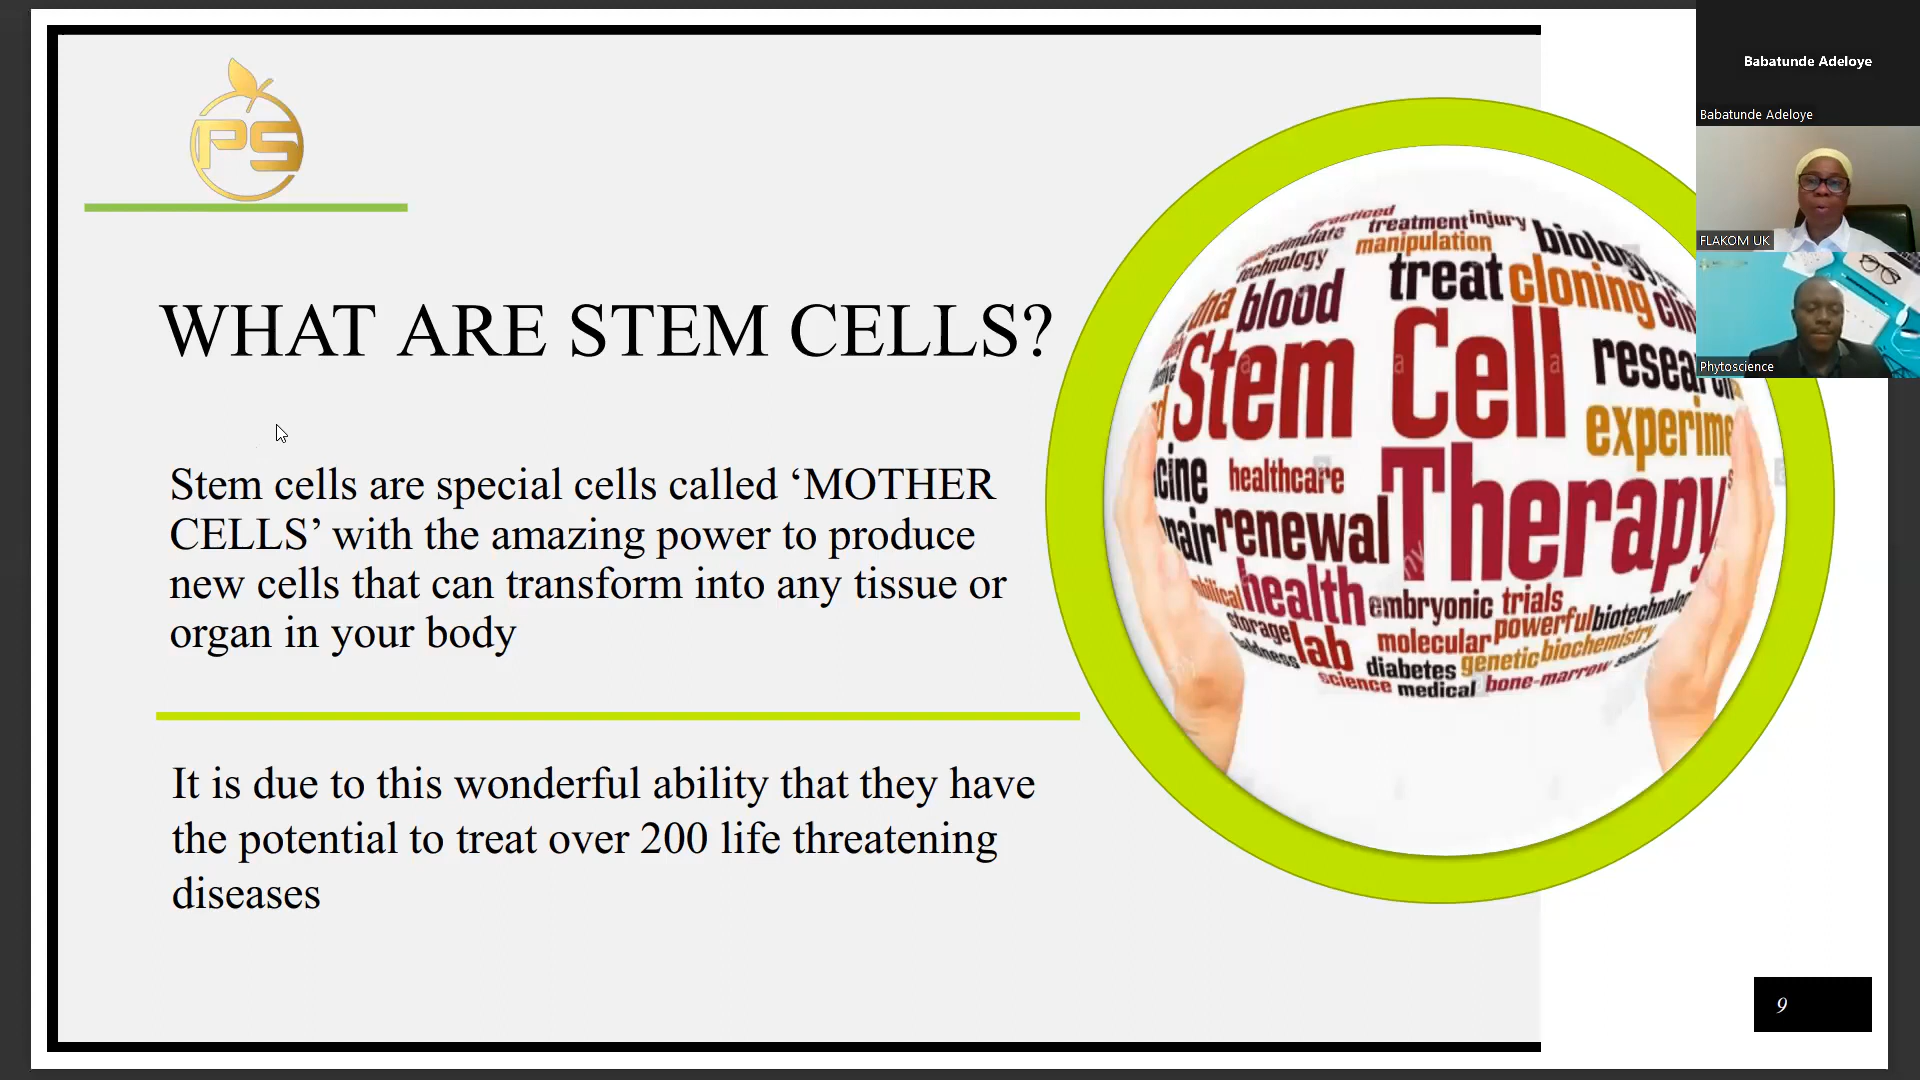 PS
WHAT ARE STEM CELLS?
Stem cells are special cells called ‘MOTHER
CELLS’ with the amazing power to produce
new cells that can transform into any tissue or
organ in your body
It is due to this wonderful ability that they have
the potential to treat over 200 life threatening
diseases
practiced
treatment injury
stimulate
manipulation
biology
technology
treat cloning
dna blood
Stem Cell
healthcare
renewal
Therapy
health embryonic trials
storage lab molecular powerful
diabetes genetic biochemistry
science medical bone-marrow
Babatunde Adeloye
Babatunde Adeloye
FLAKOM UK
Phytoscience
9